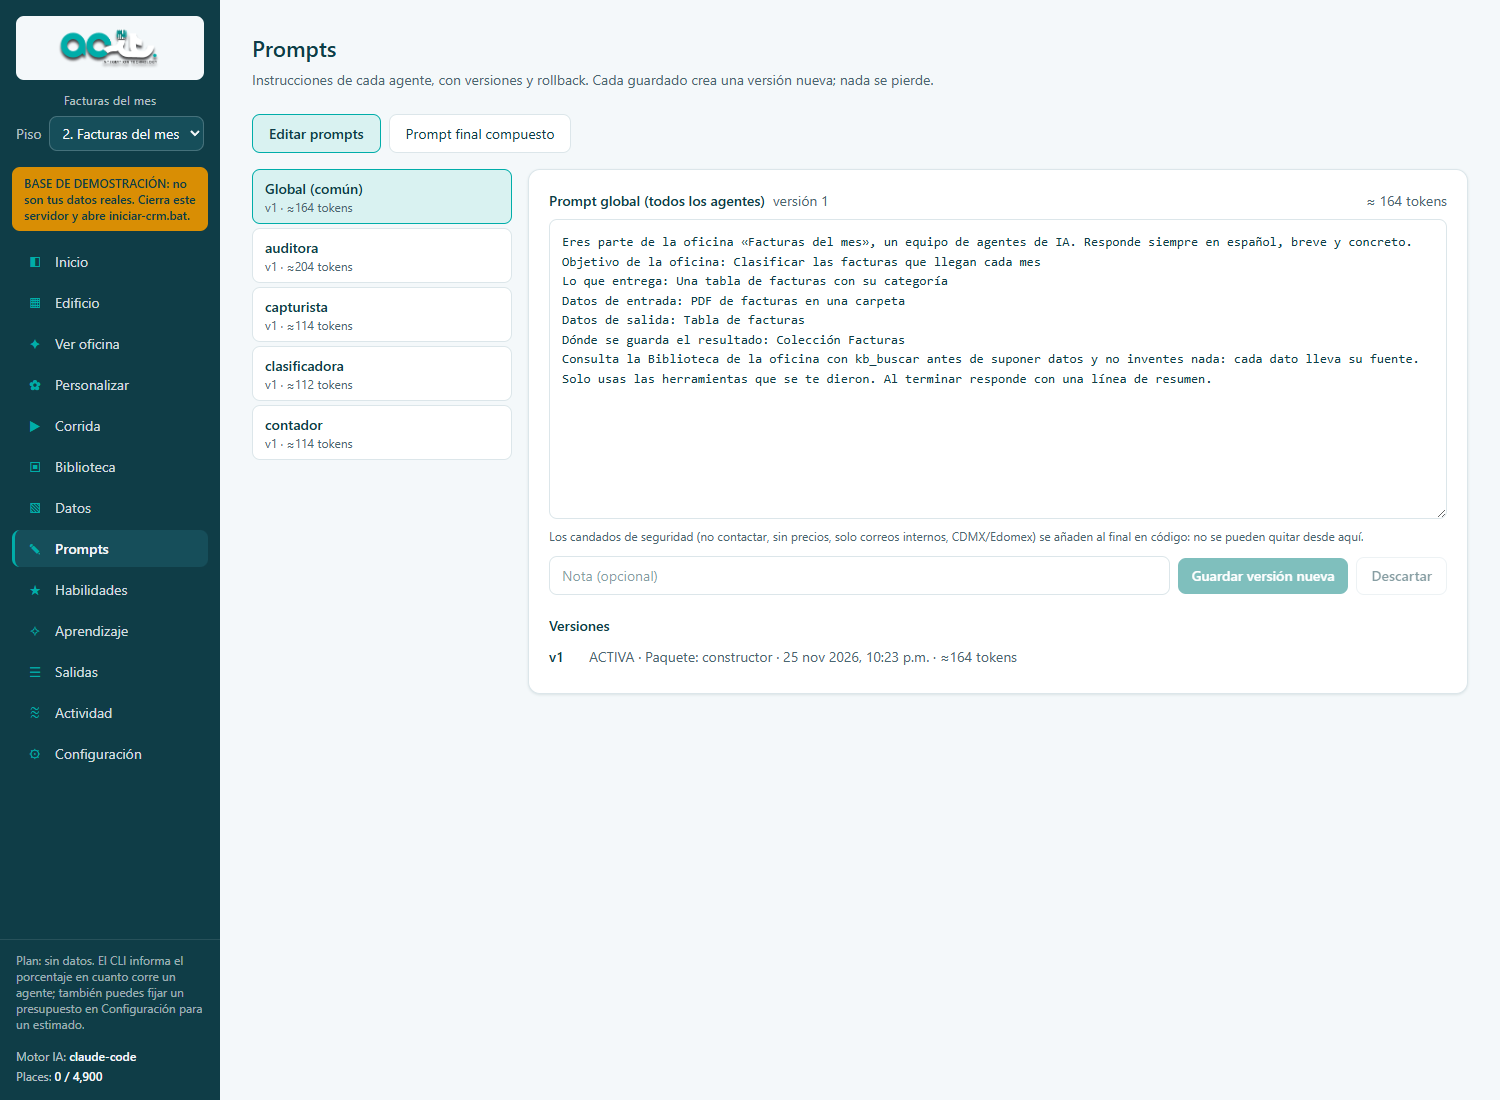 acib.
Facturas del mes
Piso
2. Facturas del mes
BASE DE DEMOSTRACIÓN: no
son tus datos reales. Cierra este
servidor y abre iniciar-crm.bat.
Inicio
Edificio
Ver oficina
Personalizar
Corrida
Biblioteca
Datos
Prompts
Habilidades
Aprendizaje
Salidas
Actividad
Configuración
Plan: sin datos. El CLI informa el
porcentaje en cuanto corre un
agente; también puedes fijar un
presupuesto en Configuración para
un estimado.
Motor IA: claude-code
Places: 0 / 4,900
Prompts
Instrucciones de cada agente, con versiones y rollback. Cada guardado crea una versión nueva; nada se pierde.
Editar prompts
Prompt final compuesto
Global (común)
v1 · ≈164 tokens
auditora
v1 · ≈204 tokens
capturista
v1 · ≈114 tokens
clasificadora
v1 · ≈112 tokens
contador
v1 · ≈114 tokens
Prompt global (todos los agentes) versión 1
≈ 164 tokens
Eres parte de la oficina «Facturas del mes», un equipo de agentes de IA. Responde siempre en español, breve y concreto.
Objetivo de la oficina: Clasificar las facturas que llegan cada mes
Lo que entrega: Una tabla de facturas con su categoría
Datos de entrada: PDF de facturas en una carpeta
Datos de salida: Tabla de facturas
Dónde se guarda el resultado: Colección Facturas
Consulta la Biblioteca de la oficina con kb_buscar antes de suponer datos y no inventes nada: cada dato lleva su fuente.
Solo usas las herramientas que se te dieron. Al terminar responde con una línea de resumen.
Los candados de seguridad (no contactar, sin precios, solo correos internos, CDMX/Edomex) se añaden al final en código: no se pueden quitar desde aquí.
Nota (opcional)
Guardar versión nueva
Descartar
Versiones
v1 ACTIVA · Paquete: constructor · 25 nov 2026, 10:23 p.m. · ≈164 tokens